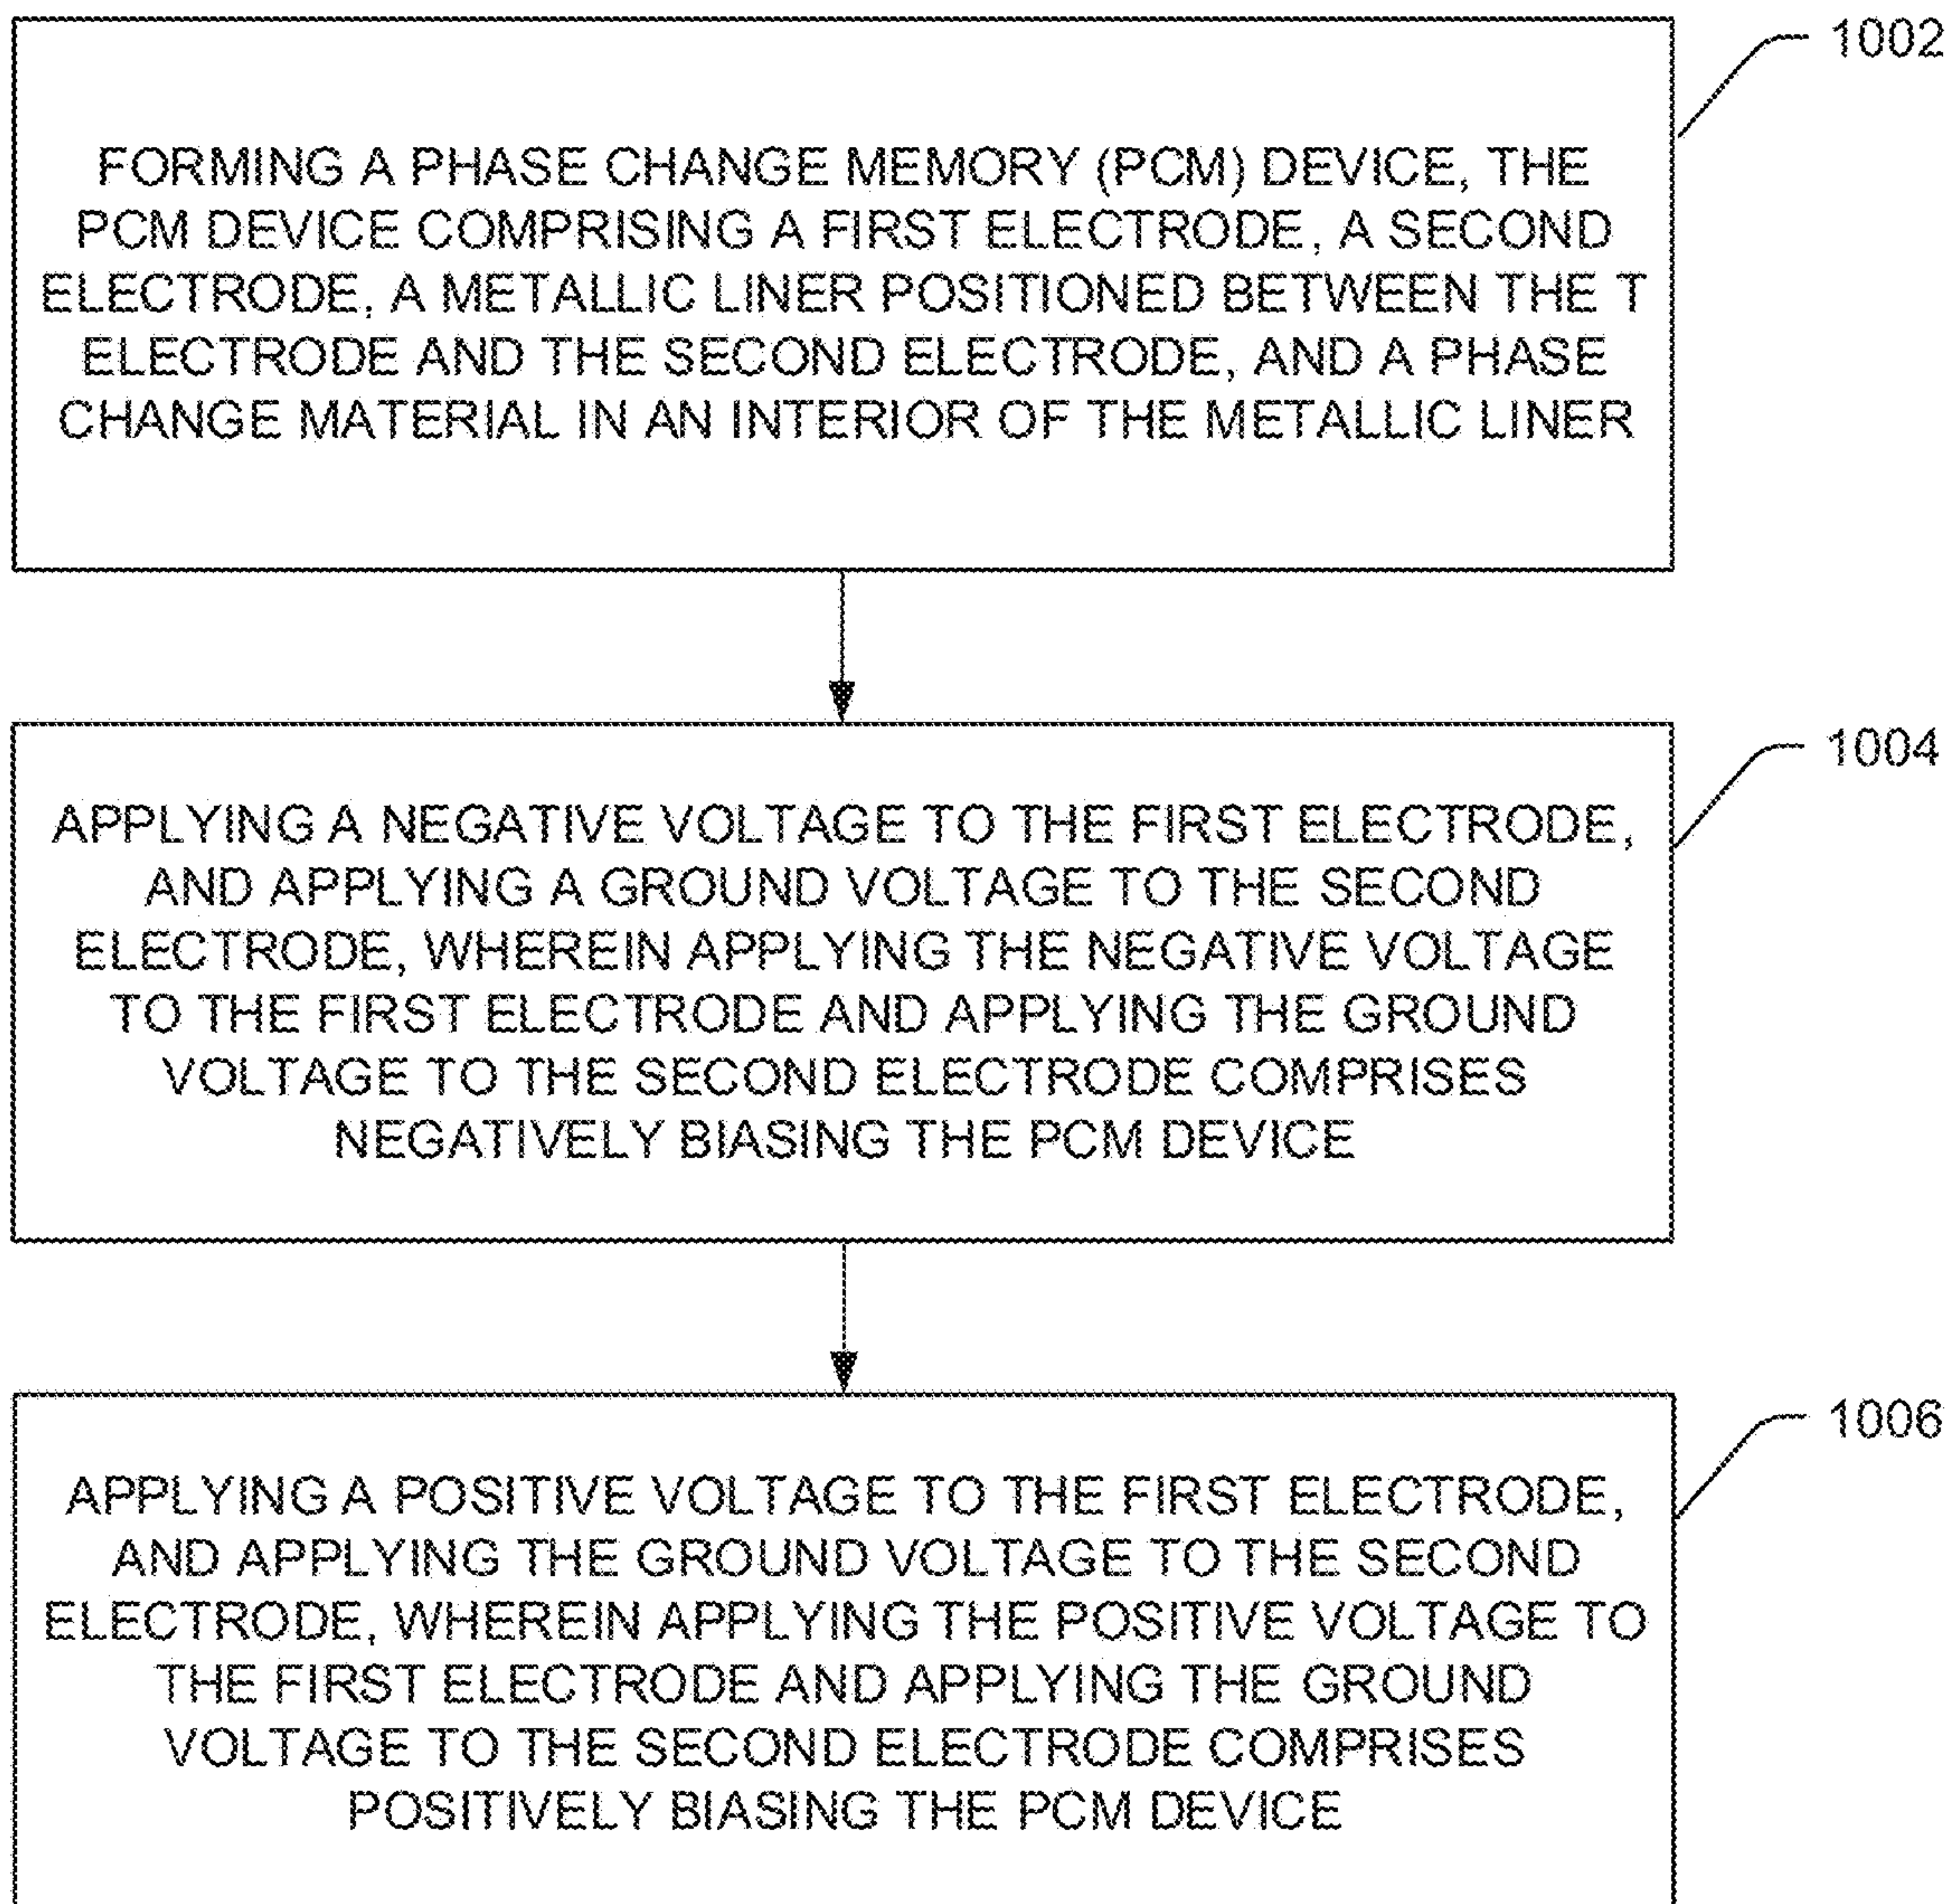 1002
FORMING A PHASE CHANGE MEMORY (PCM) DEVICE, THE
PCM DEVICE COMPRISING A FIRST ELECTRODE, A SECOND
ELECTRODE, A METALLIC LINER POSITIONED BETWEEN THE T
ELECTRODE AND THE SECOND ELECTRODE, AND A PHASE
CHANGE MATERIAL IN AN INTERIOR OF THE METALLIC LINER
1004
APPLYING A NEGATIVE VOLTAGE TO THE FIRST ELECTRODE,
AND APPLYING A GROUND VOLTAGE TO THE SECOND
ELECTRODE, WHEREIN APPLYING THE NEGATIVE VOLTAGE
TO THE FIRST ELECTRODE AND APPLYING THE GROUND
VOLTAGE TO THE SECOND ELECTRODE COMPRISES
NEGATIVELY BIASING THE PCM DEVICE
1006
APPLYING A POSITIVE VOLTAGE TO THE FIRST ELECTRODE,
AND APPLYING THE GROUND VOLTAGE TO THE SECOND
ELECTRODE, WHEREIN APPLYING THE POSITIVE VOLTAGE TO
THE FIRST ELECTRODE AND APPLYING THE GROUND
VOLTAGE TO THE SECOND ELECTRODE COMPRISES
POSITIVELY BIASING THE PCM DEVICE